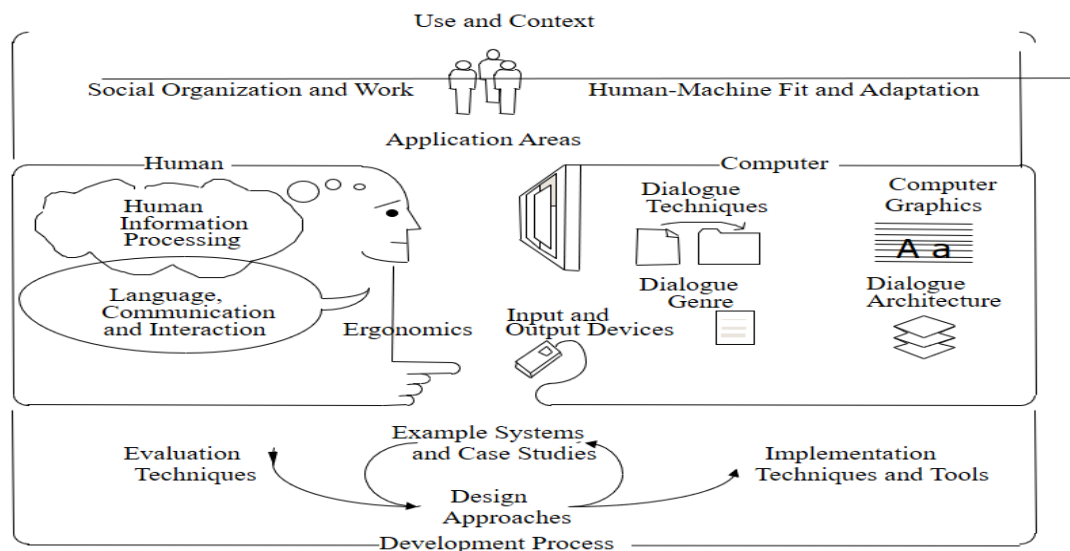 Use and Context
Social Organization and Work
Human-Machine Fit and Adaptation
Application Areas
Human
Human
Information
Processing
Language,
Communication
and Interaction
Ergonomics
Computer
Dialogue
Techniques
Computer
Graphics
A a
Dialogue
Genre
Dialogue
Architecture
Input and
Output Devices
Evaluation
Techniques
Example Systems
and Case Studies
Design
Approaches
Implementation
Techniques and Tools
Development Process